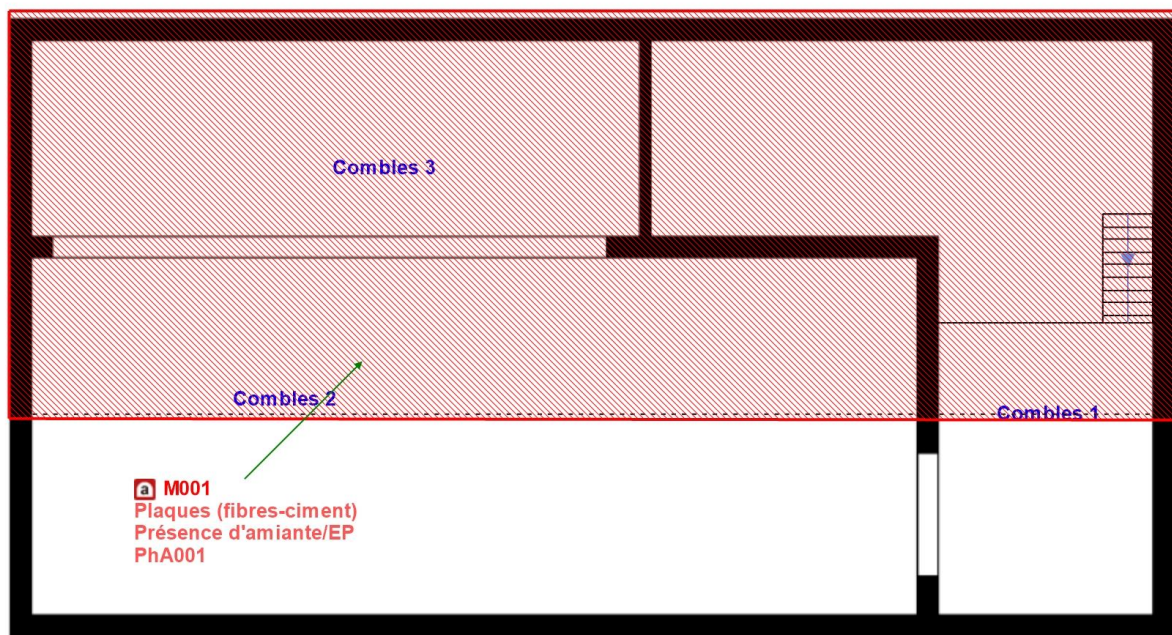 Combles 3
Combles 2
Combles 1
a M001
Plaques (fibres-ciment)
Présence d'amiante/EP
PhA001